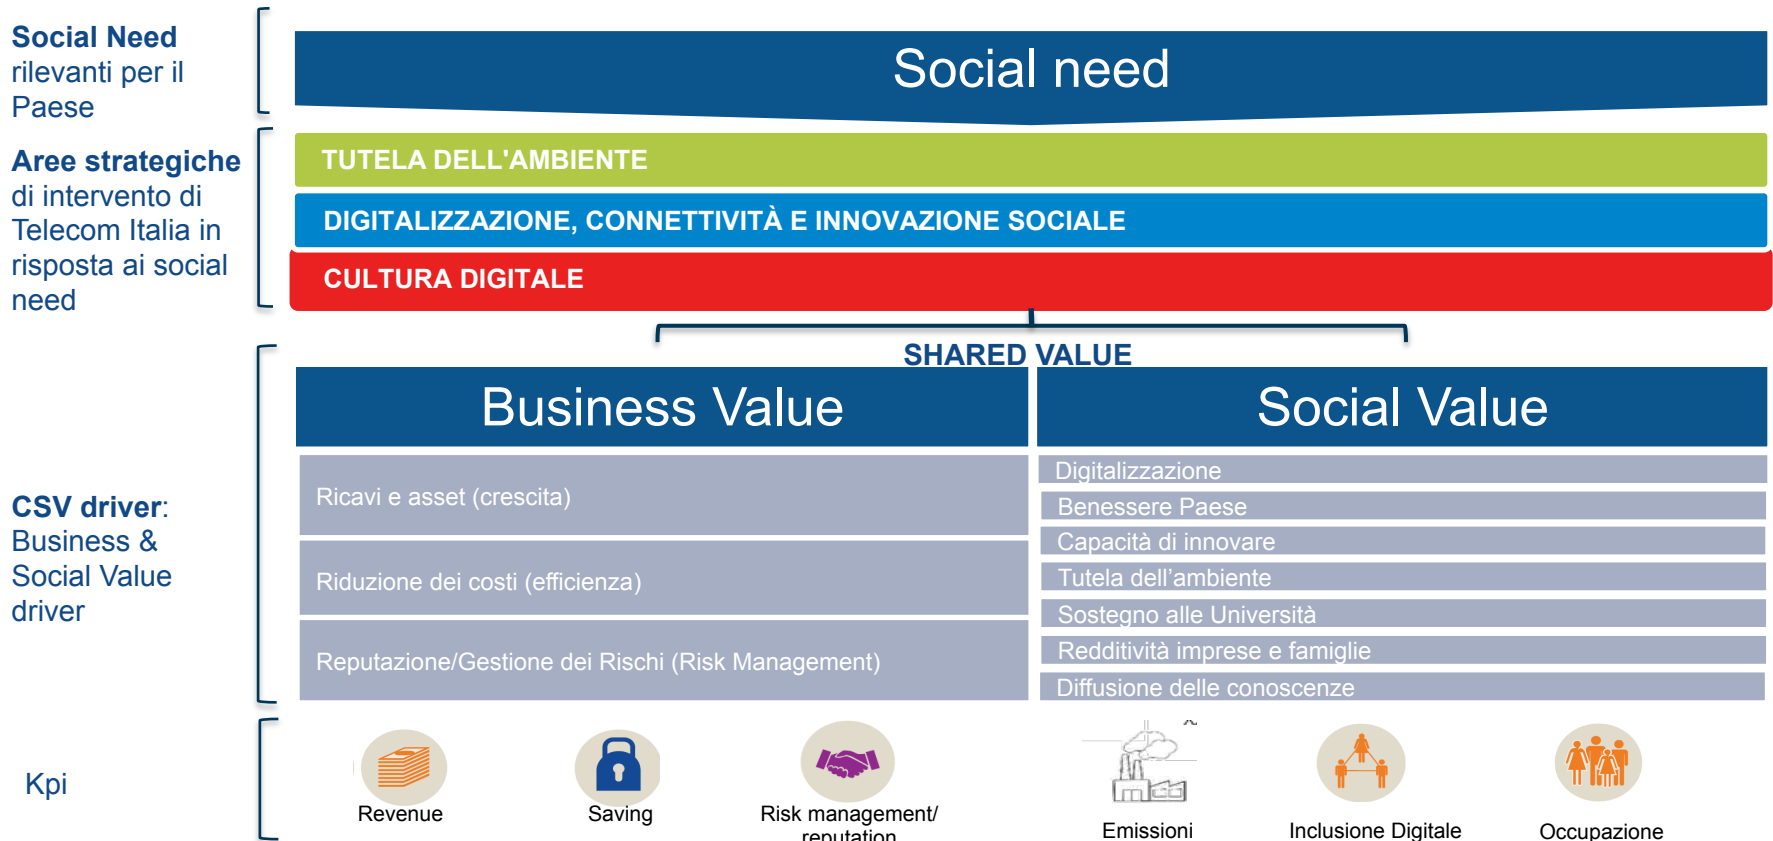 Social Need
rilevanti per il
Paese
Social need
Aree strategiche
di intervento di
Telecom Italia in
risposta ai social
need
TUTELA DELL'AMBIENTE
DIGITALIZZAZIONE, CONNETTIVITÀ E INNOVAZIONE SOCIALE
CULTURA DIGITALE
SHARED VALUE
Business Value
Social Value
CSV driver:
Business &
Social Value
driver
Ricavi e asset (crescita)
Riduzione dei costi (efficienza)
Reputazione/Gestione dei Rischi (Risk Management)
Digitalizzazione
Benessere Paese
Capacità di innovare
Tutela dell’ambiente
Sostegno alle Università
Redditività imprese e famiglie
Diffusione delle conoscenze
Kpi
Revenue
Saving
Risk management/
reputation
Emissioni
Inclusione Digitale
Occupazione